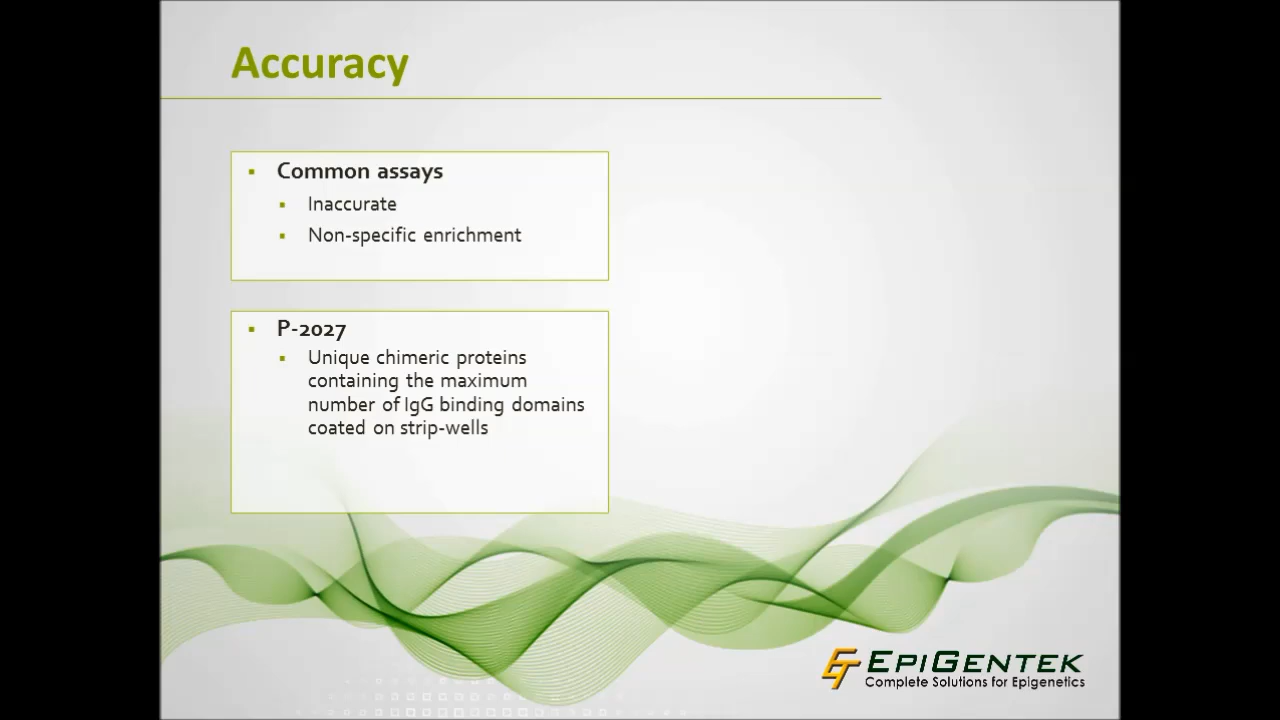 Accuracy
Common assays
Inaccurate
Non-specific enrichment
P-2027
Unique chimeric proteins
containing the maximum
number of IgG binding domains
coated on strip-wells
EPIGENTEK
Complete Solutions for Epigenetics